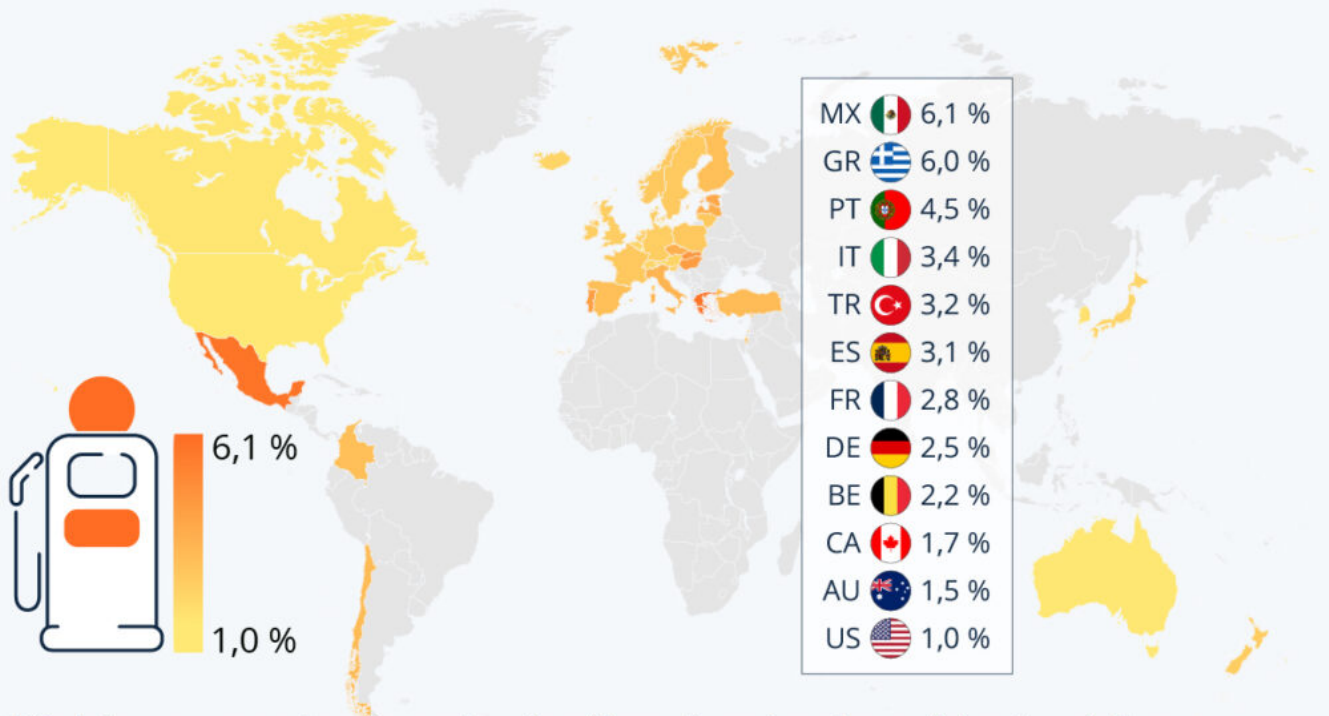 MX 6,1 %
GR 6,0 %
PT 4,5 %
IT 3,4 %
TR 3,2 %
ES 3,1 %
FR 2,8 %
DE 2,5 %
BE 2,2 %
CA 1,7 %
AU 1,5 %
US 1,0 %
6,1 %
1,0 %